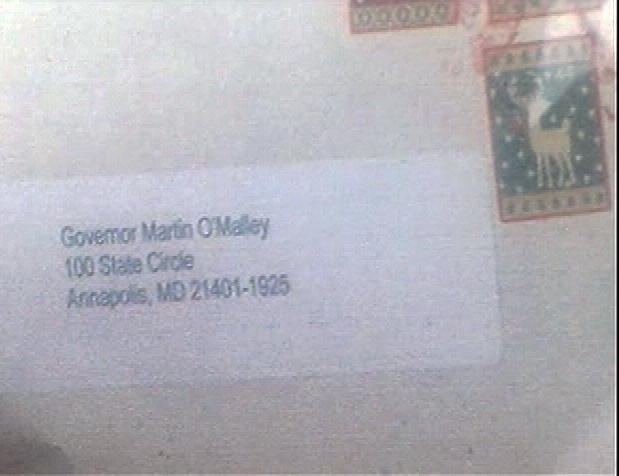 Governor Martin O'Malley
100 State Circle
Annapolis, MD 21401-1925